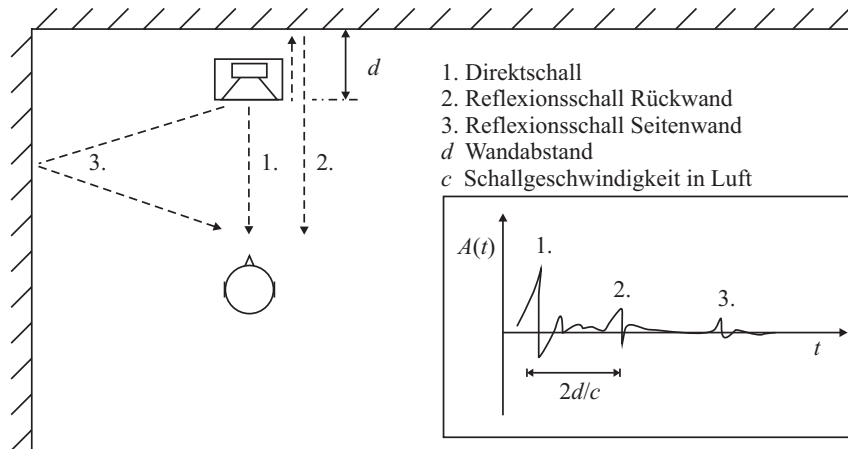 d
1. Direktschall
2. Reflexionsschall Rückwand
3. Reflexionsschall Seitenwand
d Wandabstand
c Schallgeschwindigkeit in Luft
3.
1.
2.
A(t)
1.
2.
3.
t
2d/c